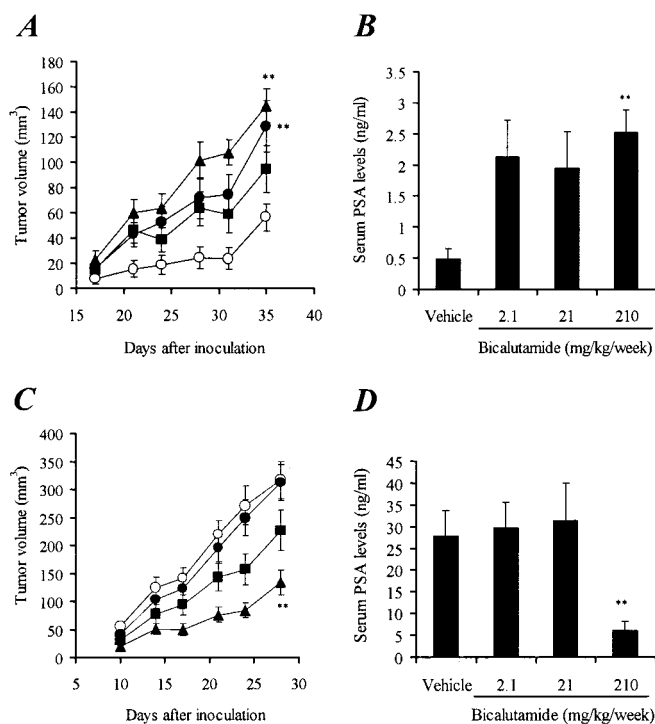 A
Tumor volume (mm³)
180
160
140
120
100
80
60
40
20
0
**
**
15 20 25 30 35 40
Days after inoculation
B
Serum PSA levels (ng/ml)
3.5
3
2.5
2
1.5
1
0.5
0
**
Vehicle 2.1 21 210
Bicalutamide (mg/kg/week)
C
Tumor volume (mm³)
400
350
300
250
200
150
100
50
0
**
5 10 15 20 25 30
Days after inoculation
D
Serum PSA levels (ng/ml)
45
40
35
30
25
20
15
10
5
0
**
Vehicle 2.1 21 210
Bicalutamide (mg/kg/week)